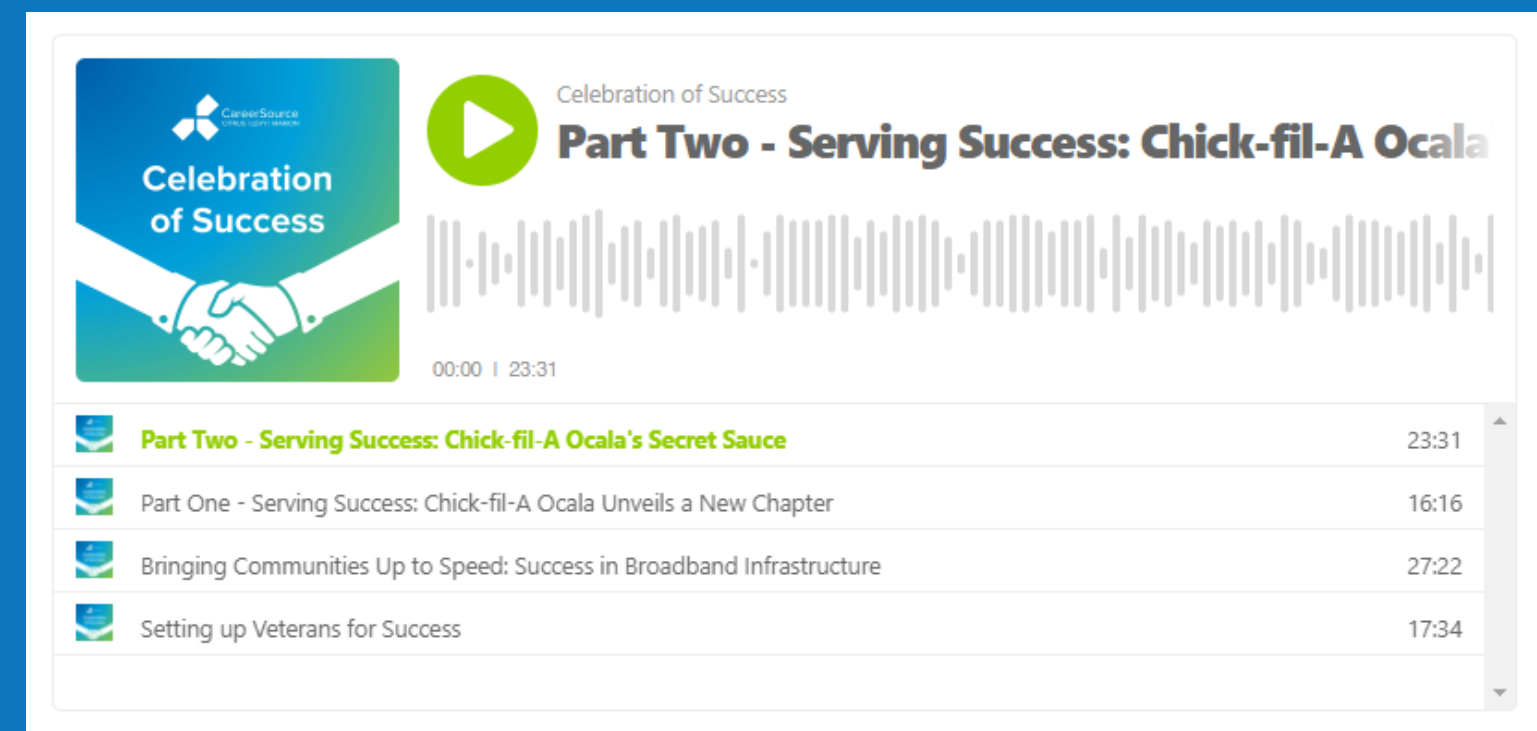 CareerSource
CITRUS | LEVY | MARION
Celebration
of Success
Celebration of Success
Part Two - Serving Success: Chick-fil-A Ocala
00:00 | 23:31
Part Two - Serving Success: Chick-fil-A Ocala's Secret Sauce 23:31
Part One - Serving Success: Chick-fil-A Ocala Unveils a New Chapter 16:16
Bringing Communities Up to Speed: Success in Broadband Infrastructure 27:22
Setting up Veterans for Success 17:34